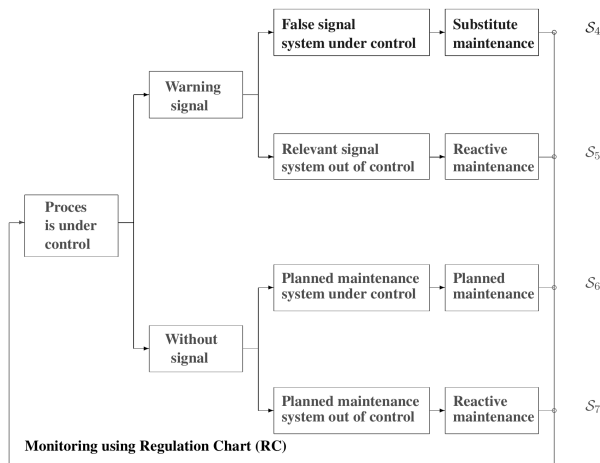 False signal
system under control
Substitute
maintenance
S4
Warning
signal
Relevant signal
system out of control
Reactive
maintenance
S5
Proces
is under
control
Planned maintenance
system under control
Planned
maintenance
S6
Without
signal
Planned maintenance
system out of control
Reactive
maintenance
S7
Monitoring using Regulation Chart (RC)